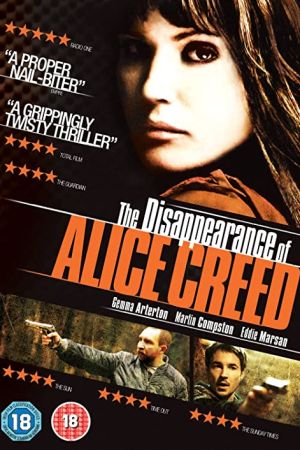 RADIO ONE
"A PROPER
NAIL-BITER"
EMPIRE
"A GRIPPINGLY
TWISTY THRILLER"
TOTAL FILM
THE GUARDIAN
The Disappearance of
ALICE CREED
Gemma Arterton Martin Compston Eddie Marsan
THE SUN
TIME OUT
THE SUNDAY TIMES
18
18